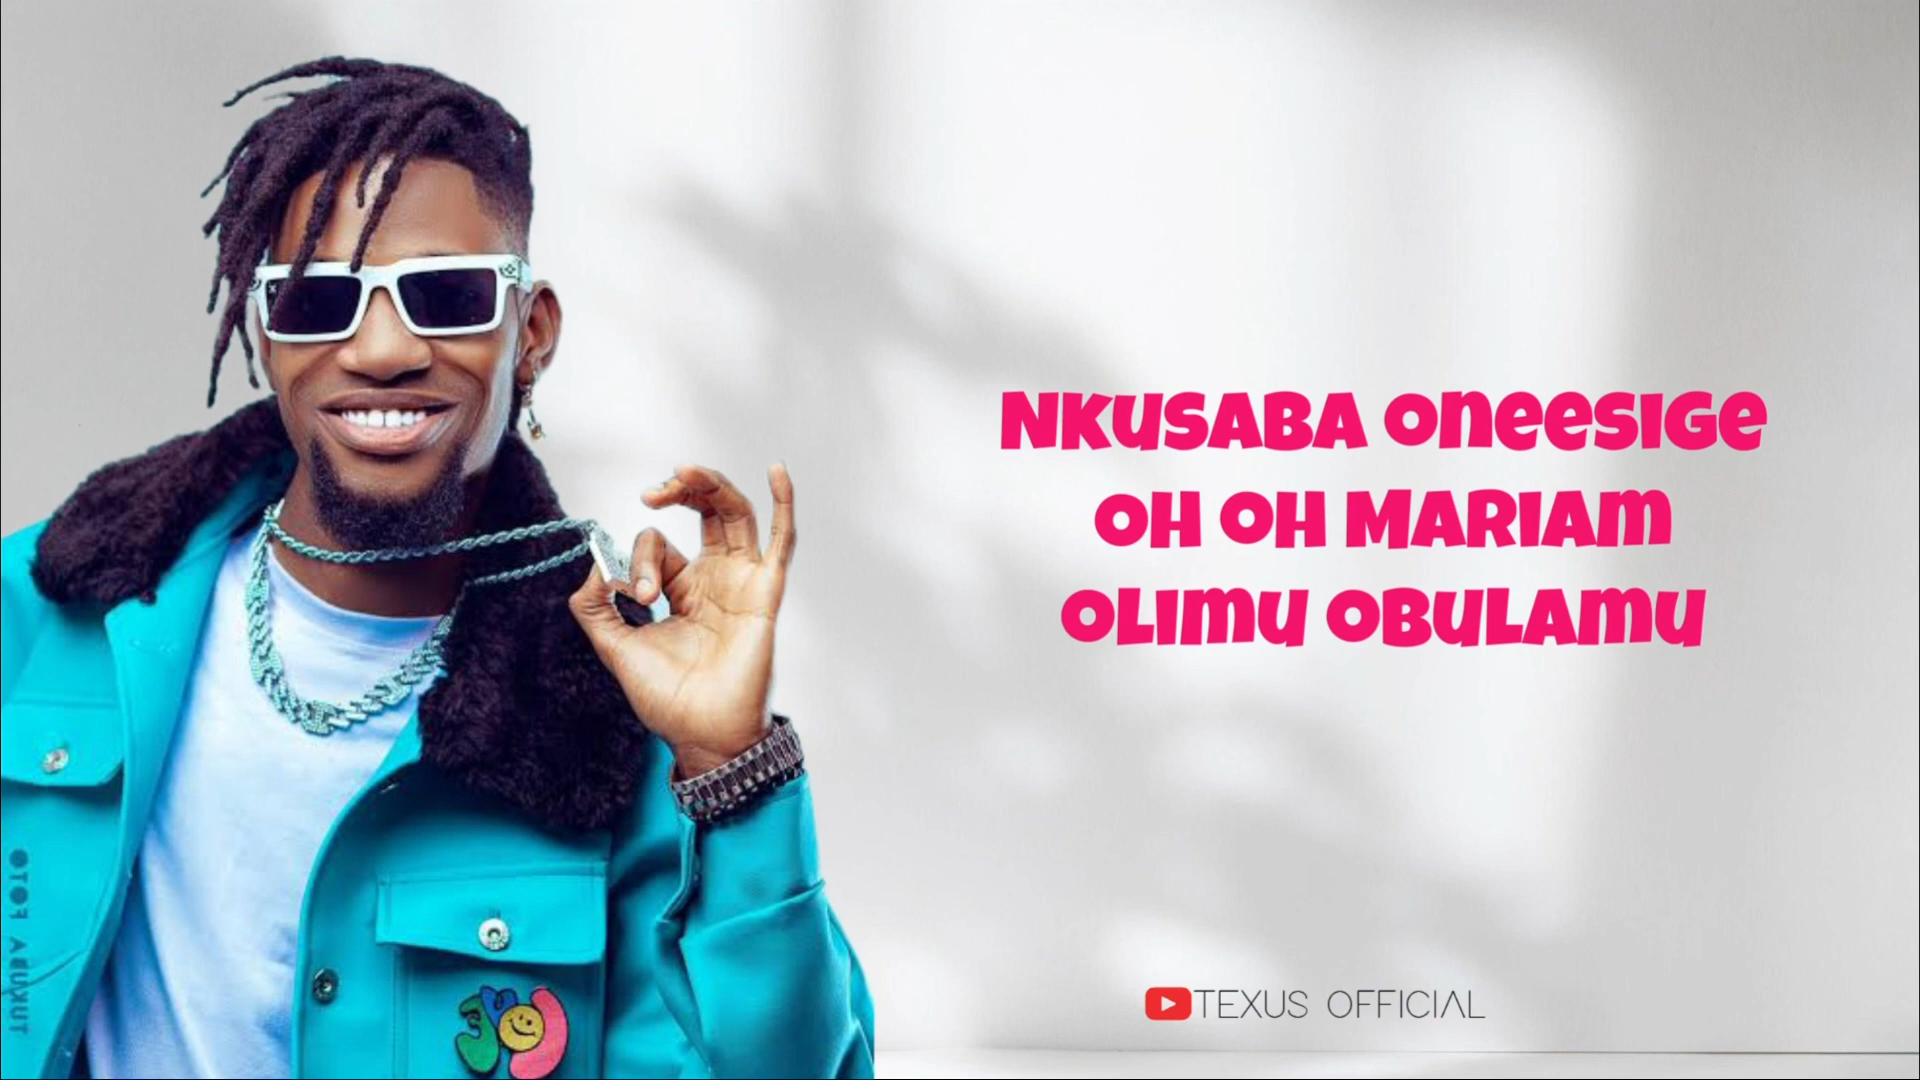 NKUSABA ONEESIGE
OH OH MARIAM
OLIMU OBULAMU
TEXUS OFFICIAL